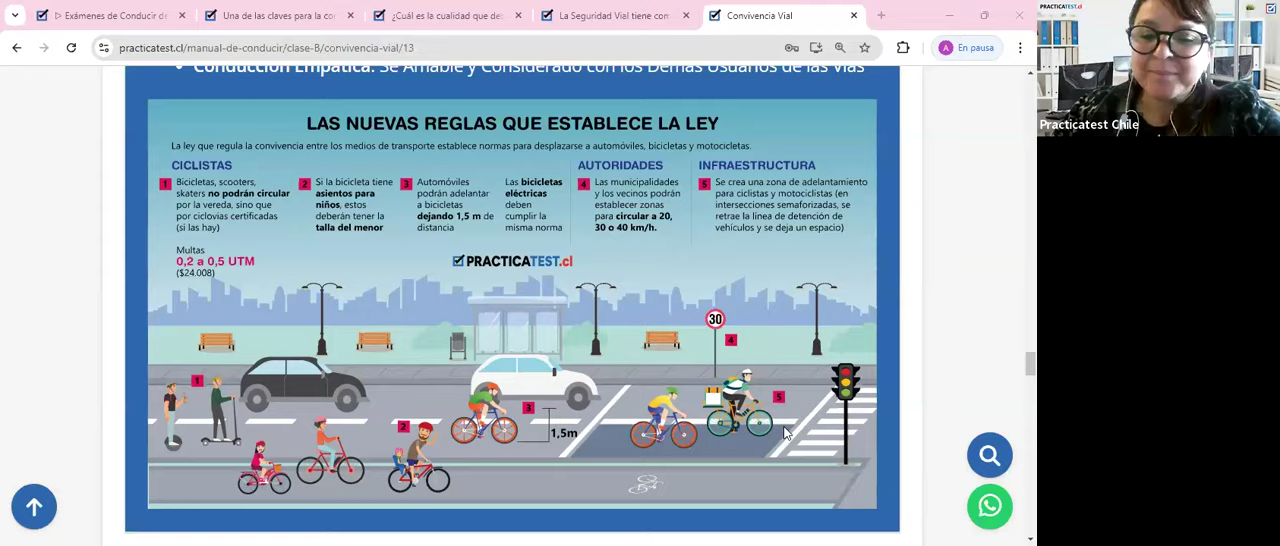 Exámenes de Conducir de
Una de las claves para la co
¿Cuál es la cualidad que de
La Seguridad Vial tiene com
Convivencia Vial
practicatest.cl/manual-de-conducir/clase-B/convivencia-vial/13
A
En pausa
PRACTICATEST.cl
Practicatest Chile
• Conducción Empática: Sé Amable y Considerado con los Demás Usuarios de las Vías
LAS NUEVAS REGLAS QUE ESTABLECE LA LEY
La ley que regula la convivencia entre los medios de transporte establece normas para desplazarse a automóviles, bicicletas y motocicletas.
CICLISTAS
1
Bicicletas, scooters,
skaters no podrán circular
por la vereda, sino que
por ciclovías certificadas
(si las hay)
Multas
0,2 a 0,5 UTM
($24.008)
2
Si la bicicleta tiene
asientos para
niños, estos
deberán tener la
talla del menor
3
Automóviles
podrán adelantar
a bicicletas
dejando 1,5 m de
distancia
Las bicicletas
eléctricas
deben
cumplir la
misma norma
AUTORIDADES
4
Las municipalidades
y los vecinos podrán
establecer zonas
para circular a 20,
30 o 40 km/h.
INFRAESTRUCTURA
5
Se crea una zona de adelantamiento
para ciclistas y motociclistas (en
intersecciones semaforizadas, se
retrae la línea de detención de
vehículos y se deja un espacio)
PRACTICATEST.cl
30
4
1
5
3
2
1,5m